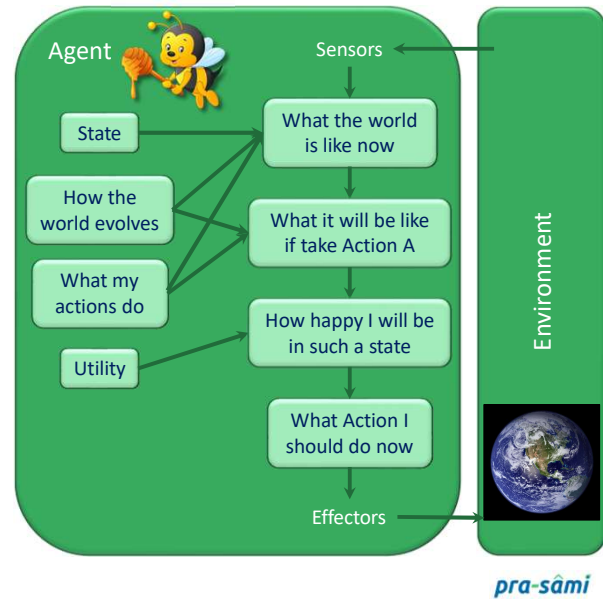 Agent
Sensors
State
What the world
is like now
How the
world evolves
What it will be like
if take Action A
What my
actions do
How happy I will be
in such a state
Utility
What Action I
should do now
Effectors
Environment
pra-sâmi